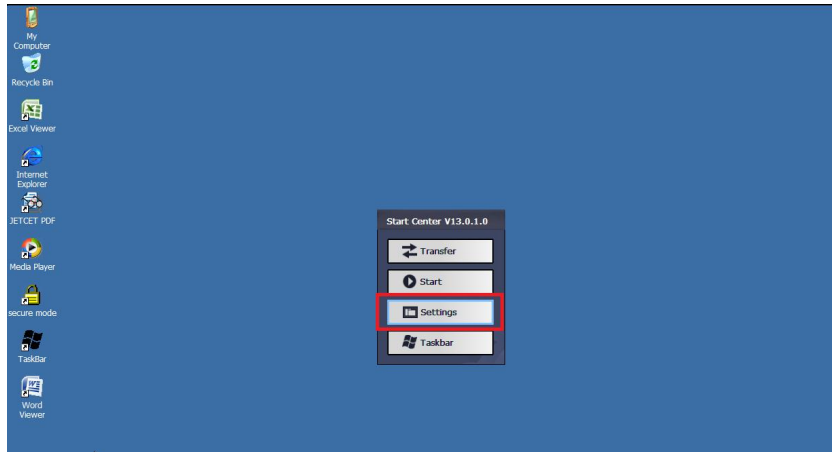 My
Computer
Recycle Bin
Excel Viewer
Internet
Explorer
JETCET PDF
Media Player
secure mode
TaskBar
Word
Viewer
Start Center V13.0.1.0
Transfer
Start
Settings
Taskbar